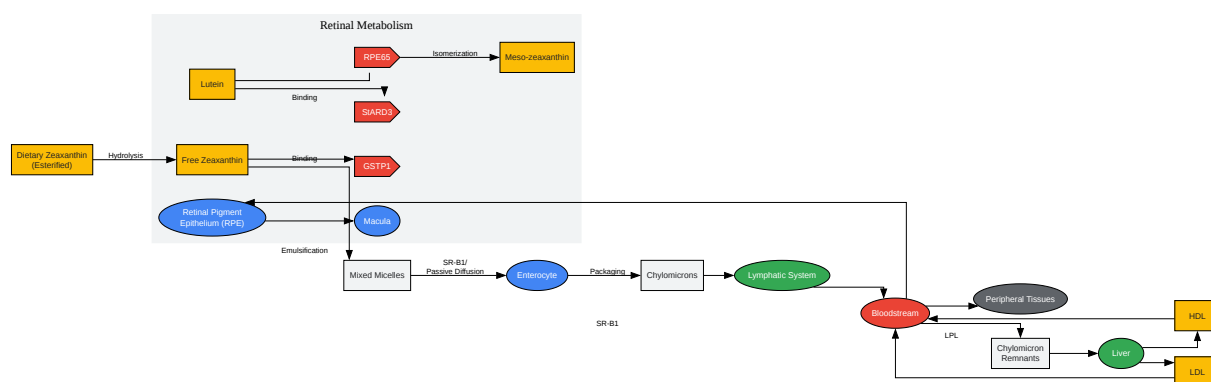 Retinal Metabolism
RPE65
Isomerization
Meso-zeaxanthin
Lutein
Binding
StARD3
Dietary Zeaxanthin
(Esterified)
Hydrolysis
Free Zeaxanthin
Binding
GSTP1
Retinal Pigment
Epithelium (RPE)
Macula
Emulsification
Mixed Micelles
SR-B1/
Passive Diffusion
Enterocyte
Packaging
Chylomicrons
Lymphatic System
Peripheral Tissues
Bloodstream
HDL
SR-B1
LPL
Chylomicron
Remnants
Liver
LDL